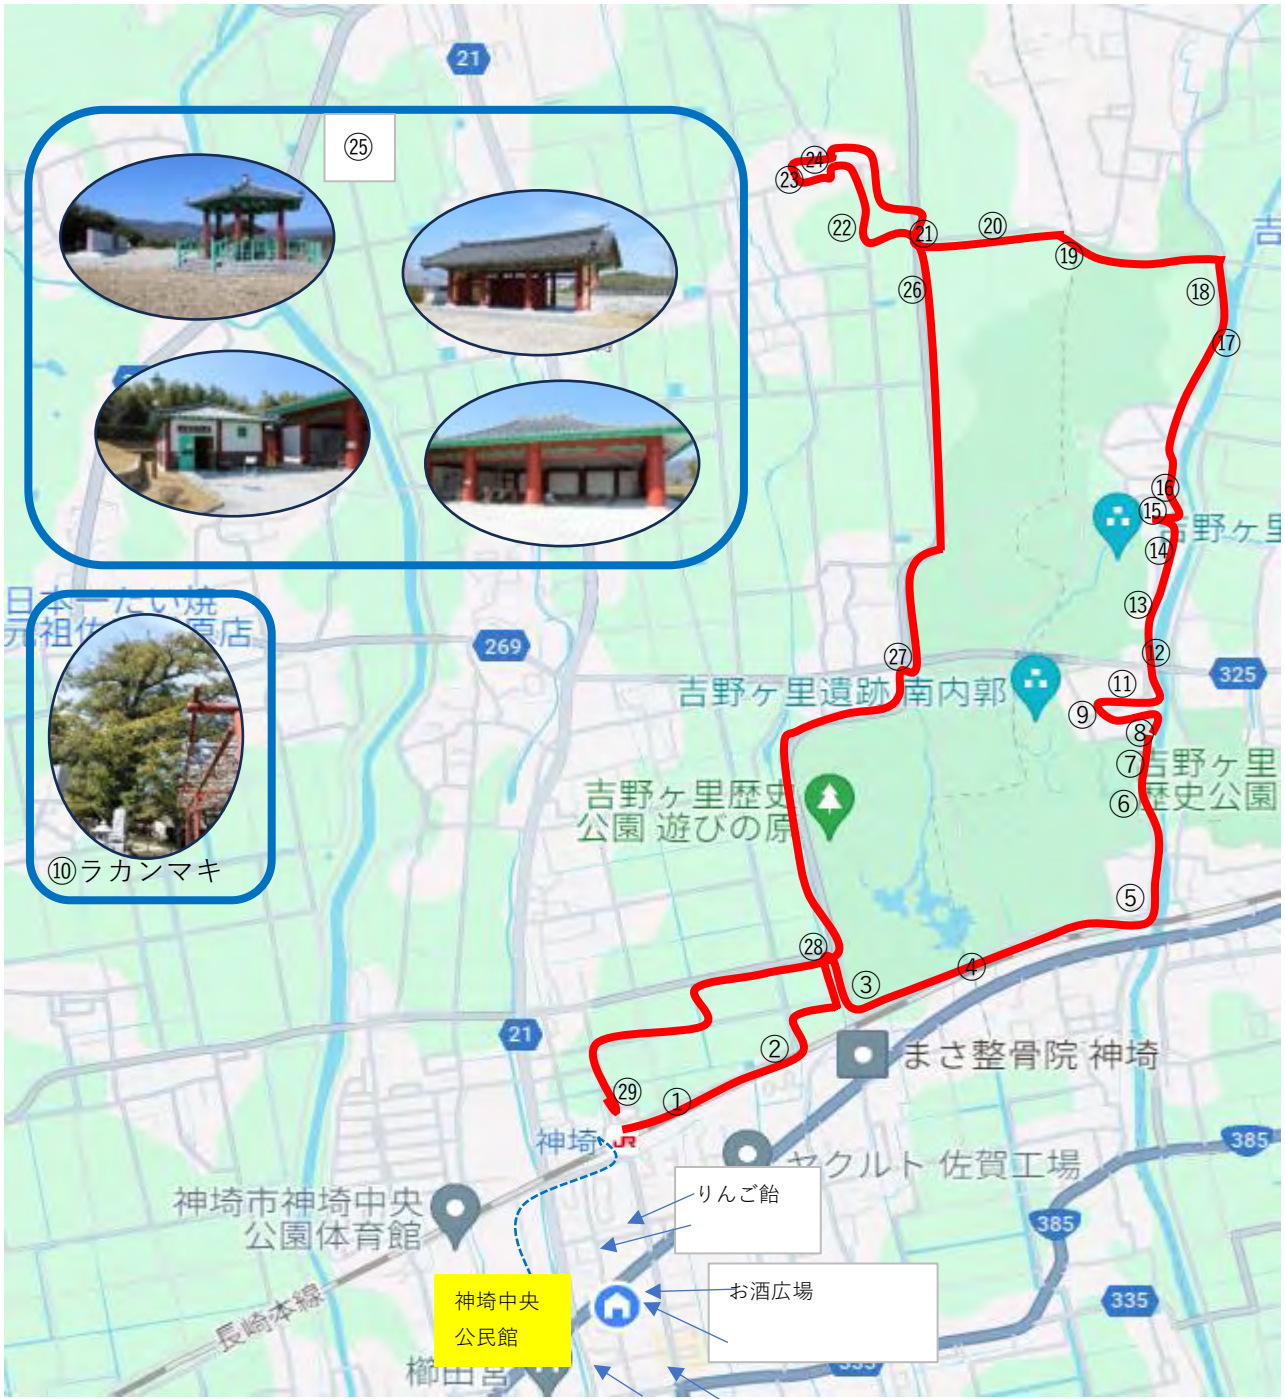 21
㉕
㉔
㉓
㉒
㉑
⑳
⑲
吉
㉖
⑱
⑰
⑯
⑮
吉野ヶ里
⑭
⑬
日本一たい焼
元祖佐
原店
269
㉗
⑫
325
吉野ヶ里遺跡 南内郭
⑪
⑨
⑧
⑦
吉野ヶ里
歴史公園
⑥
吉野ヶ里歴史
公園 遊びの原
⑩ラカンマキ
⑤
㉘
④
③
21
②
まさ整骨院 神埼
㉙
①
神埼
JR
385
ヤクルト 佐賀工場
りんご飴
神埼市神埼中央
公園体育館
385
お酒広場
335
神埼中央
公民館
長崎本線
櫛田宮
335